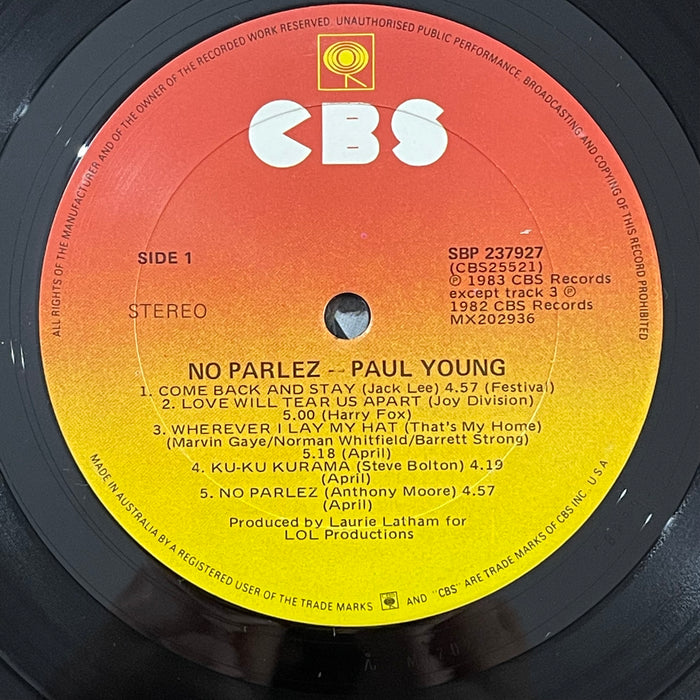 ALL RIGHTS OF THE MANUFACTURER AND OF THE OWNER OF THE RECORDED WORK RESERVED. UNAUTHORISED PUBLIC PERFORMANCE, BROADCASTING AND COPYING OF THIS RECORD PROHIBITED
CBS
SIDE 1
STEREO
SBP 237927
(CBS25521)
℗ 1983 CBS Records
except track 3 ℗
1982 CBS Records
MX202936
NO PARLEZ -- PAUL YOUNG
1. COME BACK AND STAY (Jack Lee) 4.57 (Festival)
2. LOVE WILL TEAR US APART (Joy Division)
5.00 (Harry Fox)
3. WHEREVER I LAY MY HAT (That's My Home)
(Marvin Gaye/Norman Whitfield/Barrett Strong)
5.18 (April)
4. KU-KU KURAMA (Steve Bolton) 4.19
(April)
5. NO PARLEZ (Anthony Moore) 4.57
(April)
Produced by Laurie Latham for
LOL Productions
MADE IN AUSTRALIA BY A REGISTERED USER OF THE TRADE MARKS AND "CBS" ARE TRADE MARKS OF CBS INC. U.S.A.